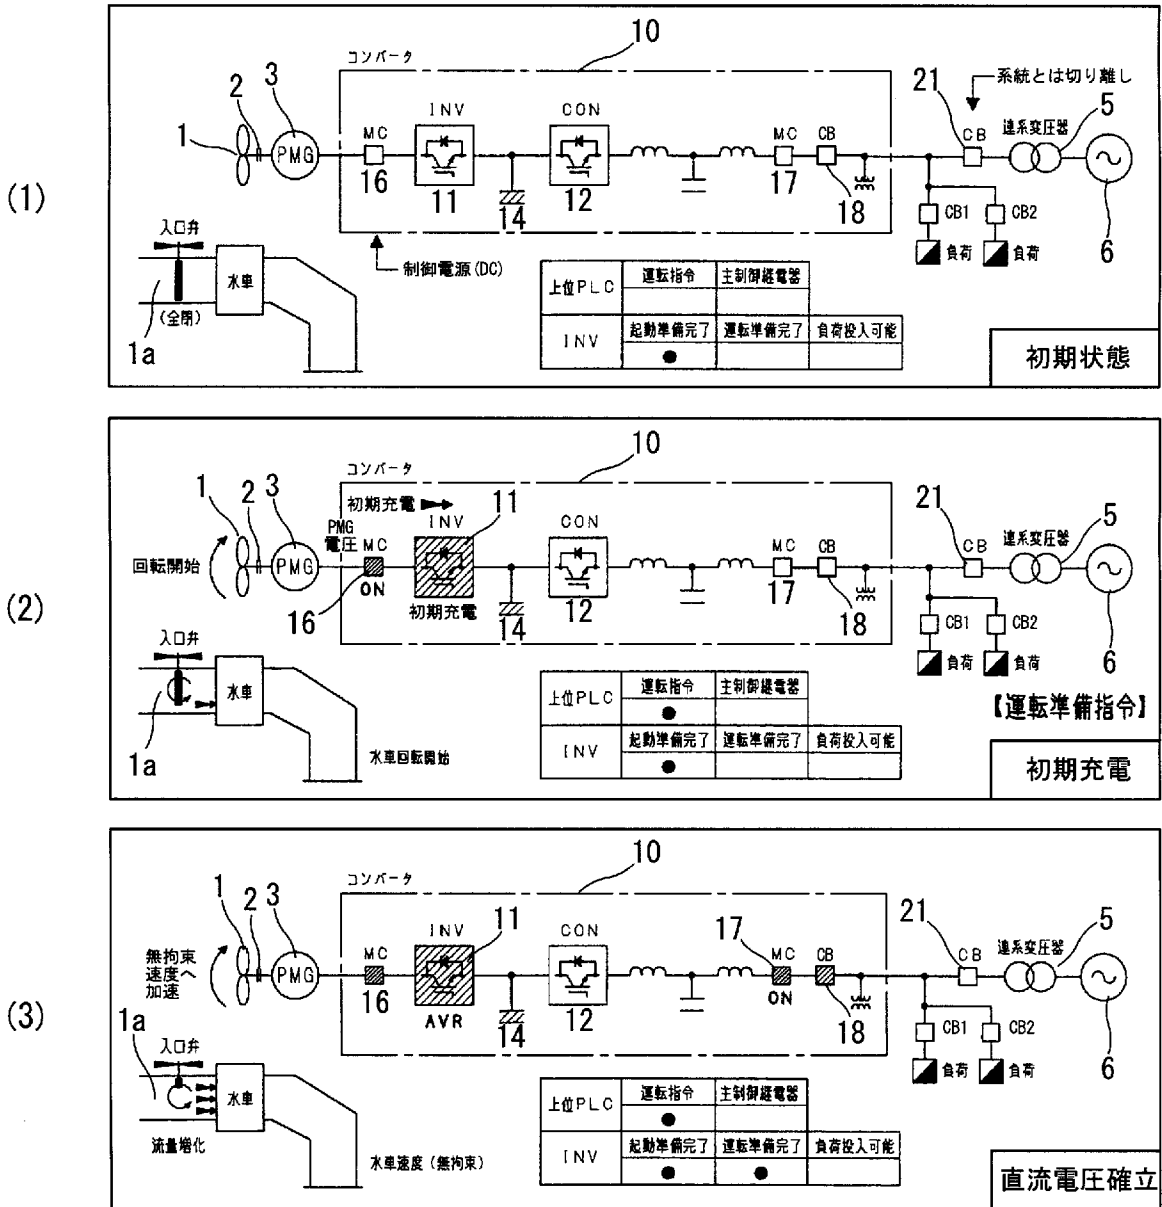 (1)
コンバータ
10
系統とは切り離し
1
2
3
PMG
MC
16
INV
11
14
CON
12
MC
17
CB
18
21
CB
連系変圧器
5
6
CB1
CB2
負荷
負荷
制御電源(DC)
入口弁
水車
1a
(全閉)
上位PLC
運転指令
主制御継電器
INV
起動準備完了
運転準備完了
負荷投入可能
●
初期状態
(2)
コンバータ
10
初期充電
回転開始
1
2
3
PMG
PMG
電圧
MC
ON
16
INV
11
初期充電
14
CON
12
MC
17
CB
18
21
CB
連系変圧器
5
6
CB1
CB2
負荷
負荷
入口弁
水車
1a
水車回転開始
上位PLC
運転指令
主制御継電器
●
INV
起動準備完了
運転準備完了
負荷投入可能
●
【運転準備指令】
初期充電
(3)
コンバータ
10
無拘束
速度へ
加速
1
2
3
PMG
MC
16
INV
11
AVR
14
CON
12
17
MC
ON
CB
18
21
CB
連系変圧器
5
6
CB1
CB2
負荷
負荷
1a
入口弁
水車
流量増化
水車速度(無拘束)
上位PLC
運転指令
主制御継電器
●
INV
起動準備完了
運転準備完了
負荷投入可能
●
●
直流電圧確立